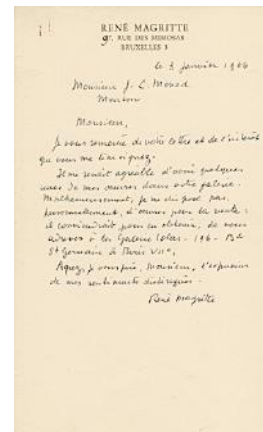 RENÉ MAGRITTE
97, RUE DES MIMOSAS
BRUXELLES 3
le 3 janvier 1966
Monsieur J. C.
Monsieur,
Je vous remercie de votre lettre et de l'intérêt
que vous me témoignez.
Il me serait agréable d'avoir quelques
unes de mes œuvres dans votre galerie.
Malheureusement, je ne dispose pas,
personnellement, d'œuvres pour la vente :
il conviendrait pour en obtenir, de vous
adresser à la Galerie Iolas - 196 - Bd
St Germain à Paris VIIe.
Agréez, je vous prie, Monsieur, l'expression
de mes sentiments distingués.
René Magritte